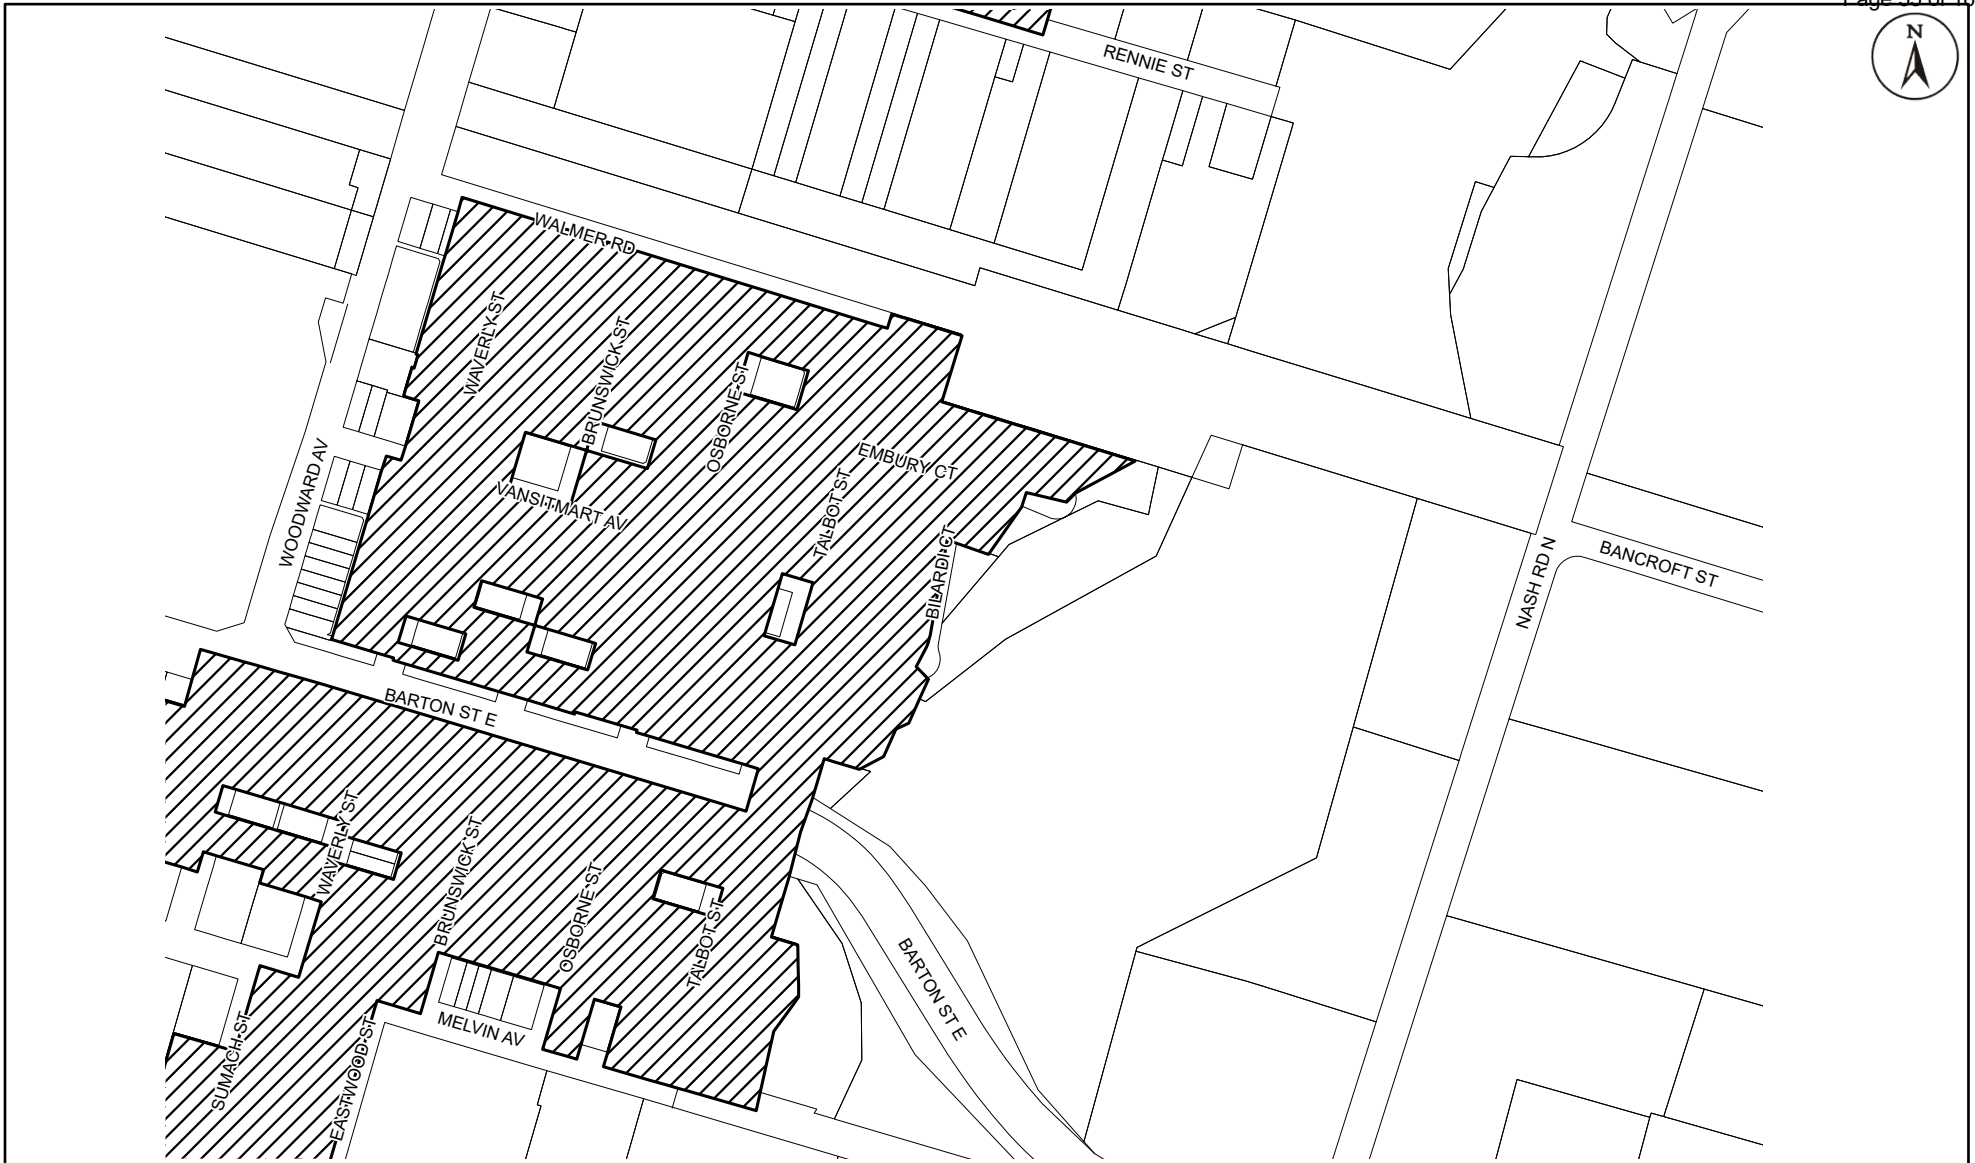 N
RENNIE ST
WALMER RD
WAVERLY ST
BRUNSWICK ST
OSBORNE ST
EMBURY CT
TALBOT ST
VANSITMART AV
WOODWARD AV
BILARDI CT
NASH RD N
BANCROFT ST
BARTON ST E
WAVERLY ST
BRUNSWICK ST
OSBORNE ST
TALBOT ST
BARTON ST E
MELVIN AV
SUMACH ST
EASTWOOD ST